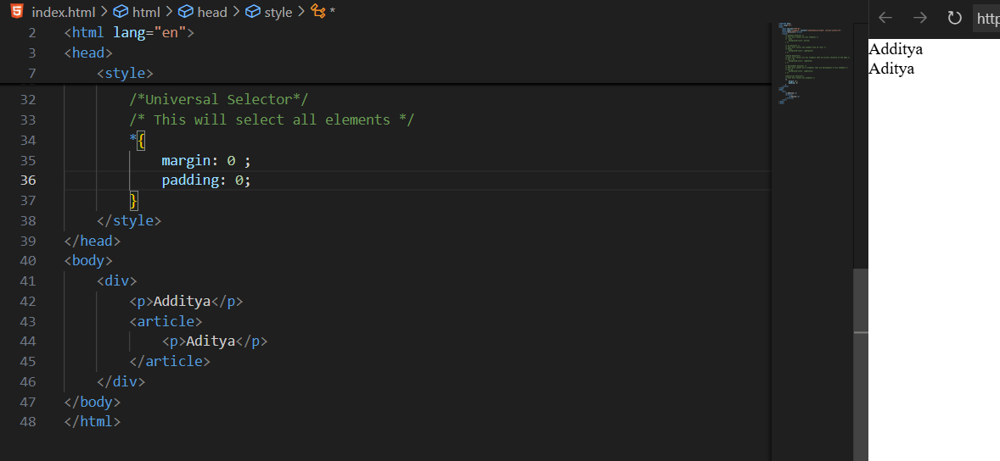 index.html > html > head > style > *
2 <html lang="en">
3 <head>
7 <style>
32 /*Universal Selector*/
33 /* This will select all elements */
34 *{
35 margin: 0 ;
36 padding: 0;
37 }
38 </style>
39 </head>
40 <body>
41 <div>
42 <p>Additya</p>
43 <article>
44 <p>Aditya</p>
45 </article>
46 </div>
47 </body>
48 </html>
http
Additya
Aditya